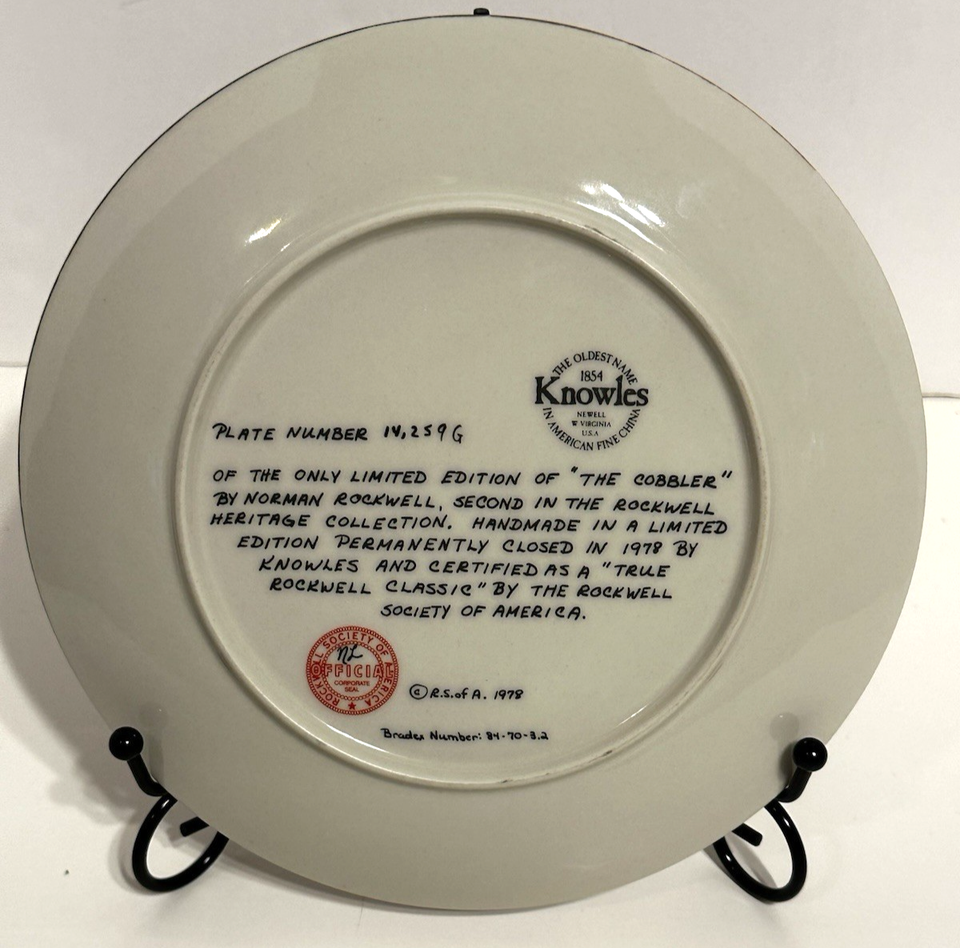 THE OLDEST NAME
1854
Knowles
NEWELL
W VIRGINIA
U.S.A
IN AMERICAN FINE CHINA
PLATE NUMBER 14,259G
OF THE ONLY LIMITED EDITION OF "THE COBBLER"
BY NORMAN ROCKWELL, SECOND IN THE ROCKWELL
HERITAGE COLLECTION. HANDMADE IN A LIMITED
EDITION PERMANENTLY CLOSED IN 1978 BY
KNOWLES AND CERTIFIED AS A "TRUE
ROCKWELL CLASSIC" BY THE ROCKWELL
SOCIETY OF AMERICA.
ROCKWELL SOCIETY OF AMERICA
NL
OFFICIAL
CORPORATE
SEAL
© R.S.of A. 1978
Bradex Number: 84-70-3.2